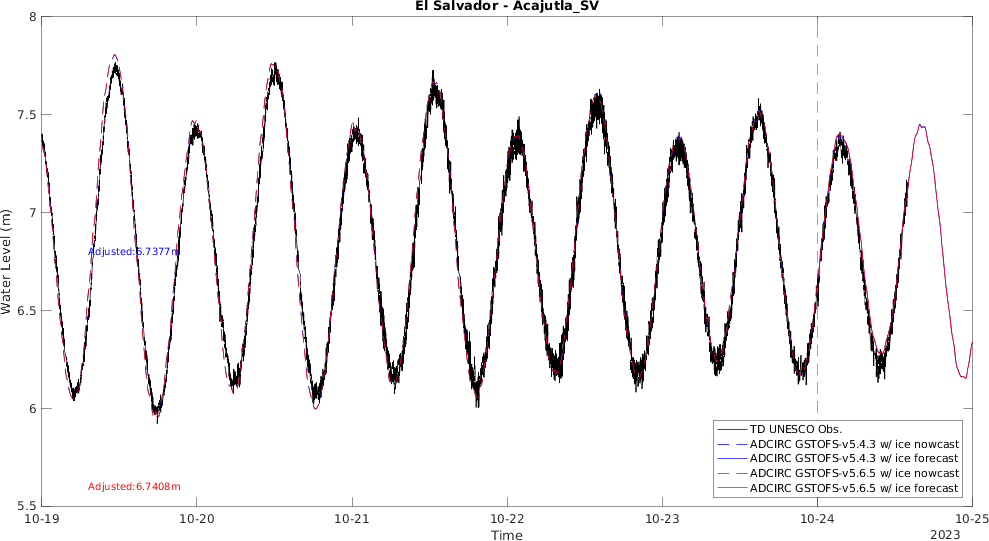 El Salvador - Acajutla_SV
8
7.5
7
6.5
6
5.5
Water Level (m)
Adjusted:6.7377m
Adjusted:6.7408m
TD UNESCO Obs.
ADCIRC GSTOFS-v5.4.3 w/ ice nowcast
ADCIRC GSTOFS-v5.4.3 w/ ice forecast
ADCIRC GSTOFS-v5.6.5 w/ ice nowcast
ADCIRC GSTOFS-v5.6.5 w/ ice forecast
10-19 10-20 10-21 10-22 10-23 10-24 10-25
Time
2023